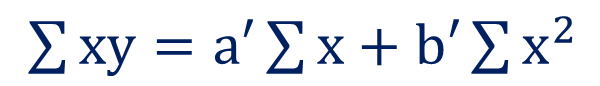 ∑ xy = a′ ∑ x + b′ ∑ x²